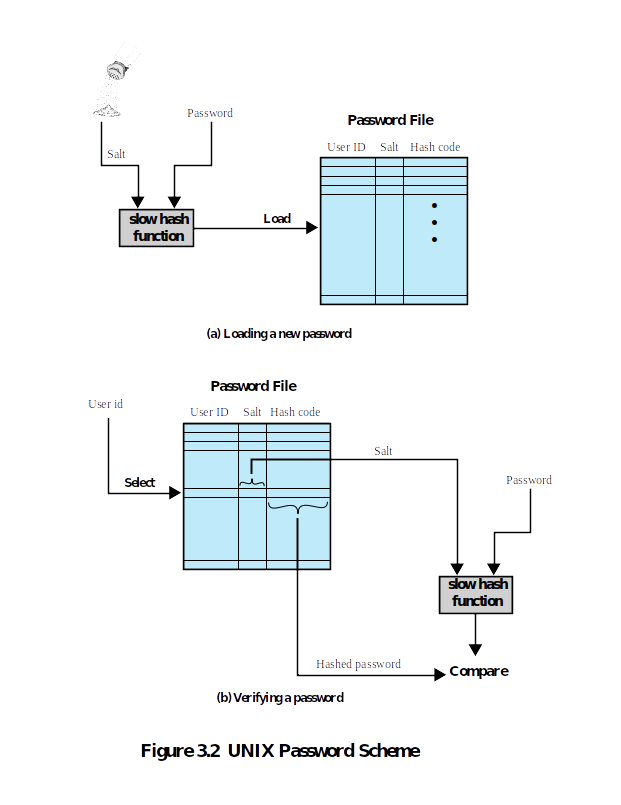 Password
Password File
Salt
User ID Salt Hash code
slow hash
function
Load
(a) Loading a new password
Password File
User id
User ID Salt Hash code
Salt
Select
Password
slow hash
function
Hashed password
Compare
(b) Verifying a password
Figure 3.2 UNIX Password Scheme